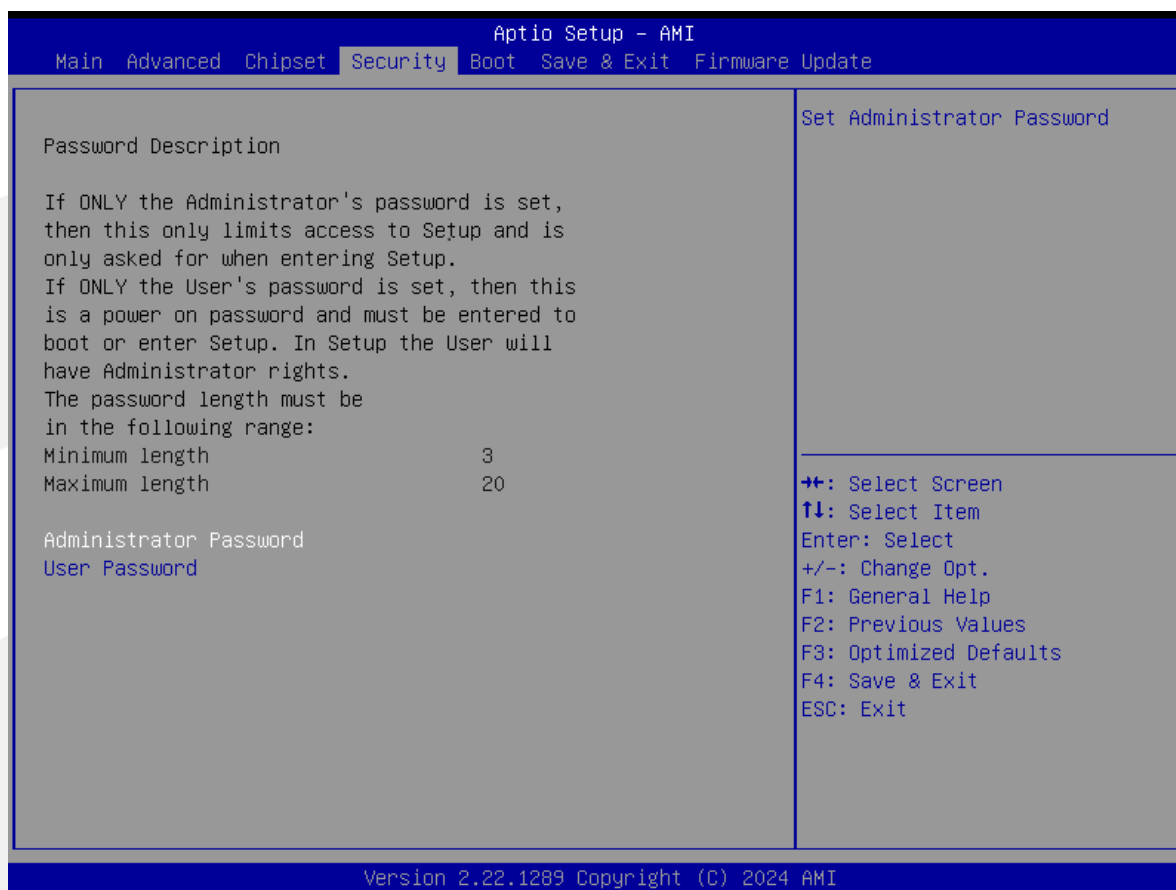 Aptio Setup – AMI
Main Advanced Chipset Security Boot Save & Exit Firmware Update
Password Description
If ONLY the Administrator's password is set,
then this only limits access to Setup and is
only asked for when entering Setup.
If ONLY the User's password is set, then this
is a power on password and must be entered to
boot or enter Setup. In Setup the User will
have Administrator rights.
The password length must be
in the following range:
Minimum length 3
Maximum length 20
Administrator Password
User Password
Set Administrator Password
→←: Select Screen
↑↓: Select Item
Enter: Select
+/-: Change Opt.
F1: General Help
F2: Previous Values
F3: Optimized Defaults
F4: Save & Exit
ESC: Exit
Version 2.22.1289 Copyright (C) 2024 AMI